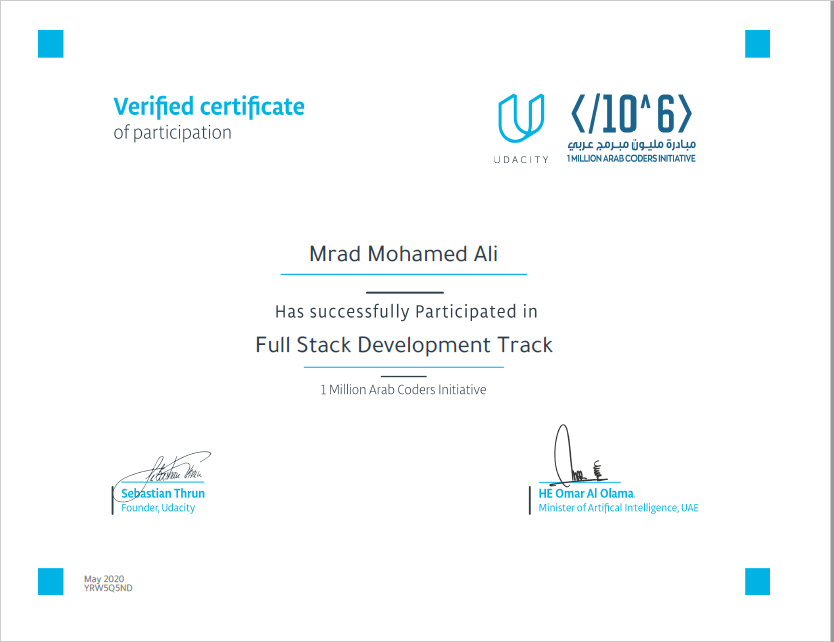 Verified certificate
of participation
UDACITY
</10^6>
مبادرة مليون مبرمج عربي
1 MILLION ARAB CODERS INITIATIVE
Mrad Mohamed Ali
Has successfully Participated in
Full Stack Development Track
1 Million Arab Coders Initiative
Sebastian Thrun
Founder, Udacity
HE Omar Al Olama
Minister of Artifical Intelligence, UAE
May 2020
YRW5Q5ND